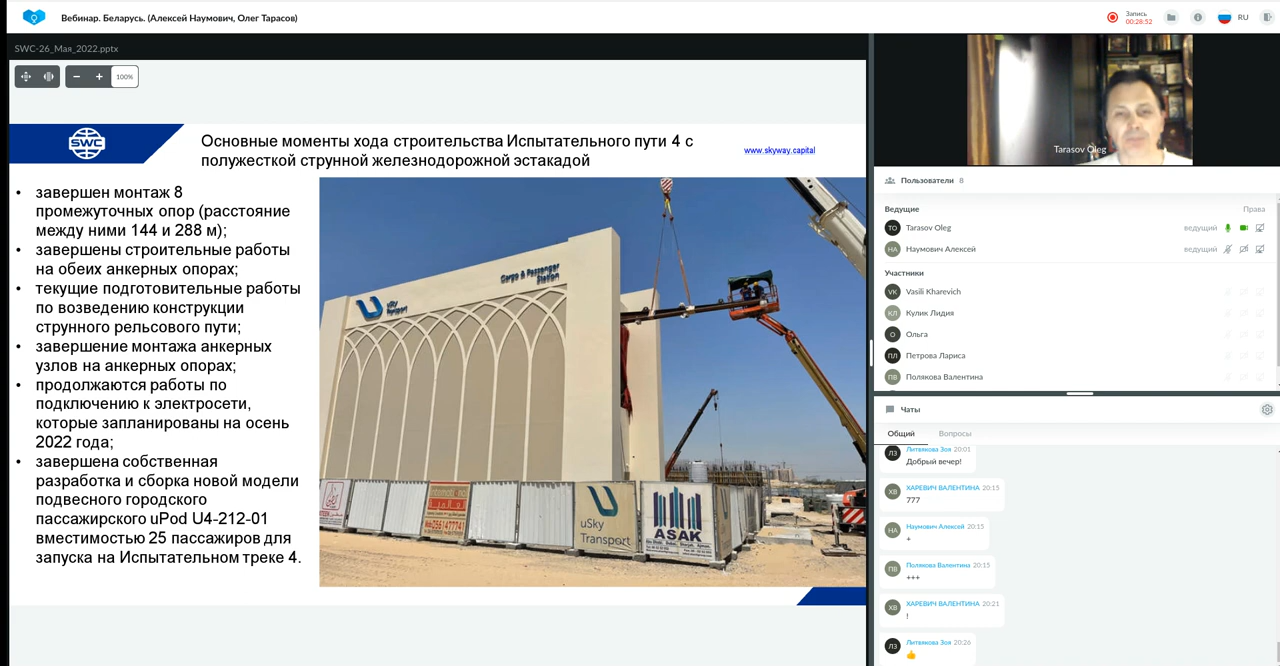 Вебинар. Беларусь. (Алексей Наумович, Олег Тарасов)
Запись
00:28:52
RU
SWC-26_Мая_2022.pptx
100%
SWC
Основные моменты хода строительства Испытательного пути 4 с
полужесткой струнной железнодорожной эстакадой
www.skyway.capital
• завершен монтаж 8
промежуточных опор (расстояние
между ними 144 и 288 м);
• завершены строительные работы
на обеих анкерных опорах;
• текущие подготовительные работы
по возведению конструкции
струнного рельсового пути;
• завершение монтажа анкерных
узлов на анкерных опорах;
• продолжаются работы по
подключению к электросети,
которые запланированы на осень
2022 года;
• завершена собственная
разработка и сборка новой модели
подвесного городского
пассажирского uPod U4-212-01
вместимостью 25 пассажиров для
запуска на Испытательном треке 4.
uSky
Transport
Cargo & Passenger
Station
uSky
Transport
ASAK
Tarasov Oleg
Пользователи 8
Ведущие
Права
TO Tarasov Oleg ведущий
НА Наумович Алексей ведущий
Участники
VK Vasili Kharevich
КЛ Кулик Лидия
О Ольга
ПЛ Петрова Лариса
ПВ Полякова Валентина
Чаты
Общий Вопросы
ЛЗ Литвякова Зоя 20:01
Добрый вечер!
ХВ ХАРЕВИЧ ВАЛЕНТИНА 20:15
777
НА Наумович Алексей 20:15
+
ПВ Полякова Валентина 20:15
+++
ХВ ХАРЕВИЧ ВАЛЕНТИНА 20:21
!
ЛЗ Литвякова Зоя 20:26
👍